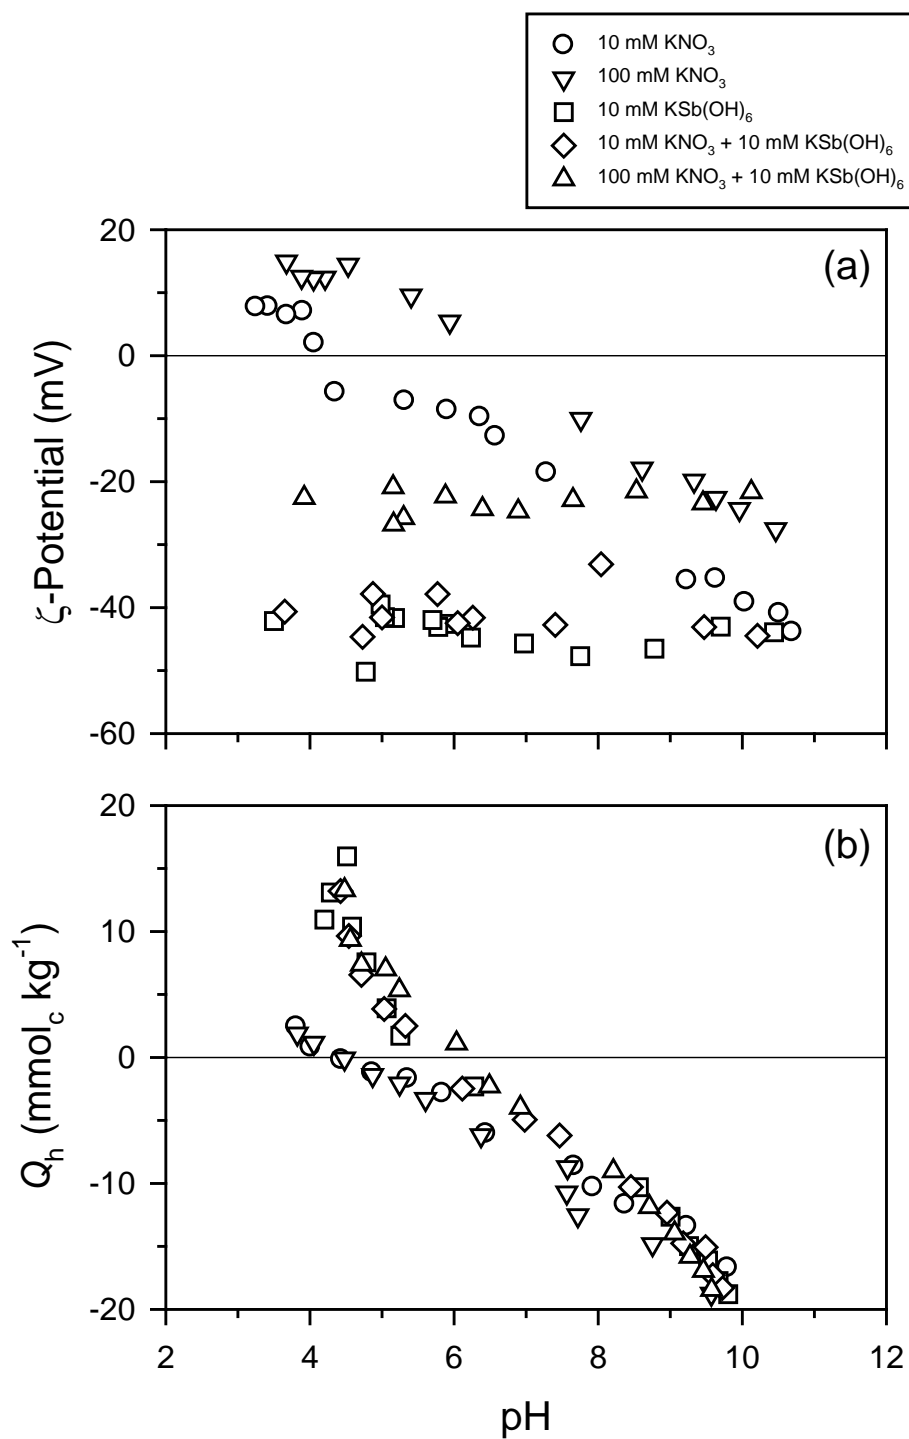 10 mM KNO₃
100 mM KNO₃
10 mM KSb(OH)₆
10 mM KNO₃ + 10 mM KSb(OH)₆
100 mM KNO₃ + 10 mM KSb(OH)₆
(a)
20
0
-20
-40
-60
ζ-Potential (mV)
(b)
20
10
0
-10
-20
Qₕ (mmol_c kg⁻¹)
2 4 6 8 10 12
pH